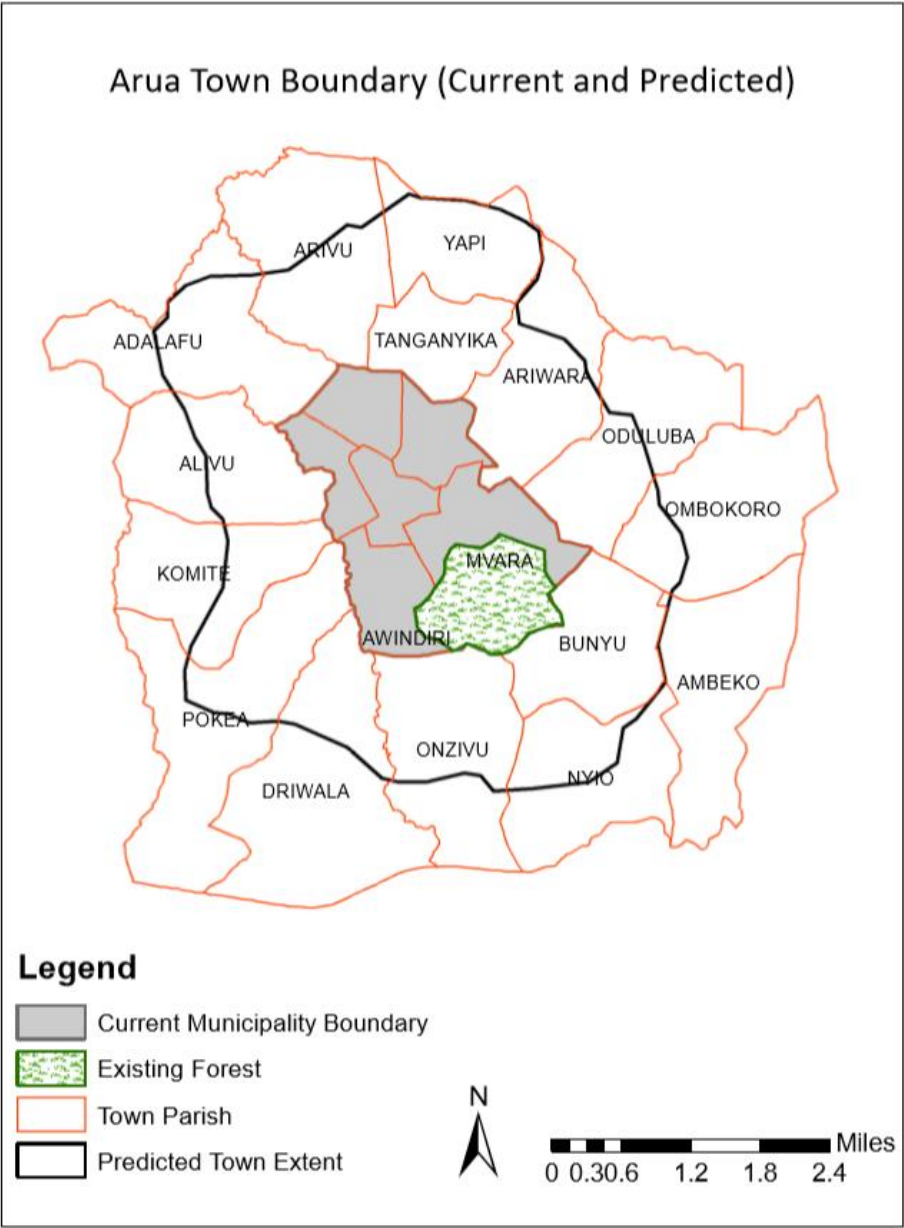 Arua Town Boundary (Current and Predicted)
YAPI
ARIVU
TANGANYIKA
ADALAFU
ARIWARA
ODULUBA
ALIVU
OMBOKORO
MVARA
KOMITE
AWINDIRI
BUNYU
AMBEKO
POKEA
ONZIVU
NYIO
DRIWALA
Legend
Current Municipality Boundary
Existing Forest
Town Parish
Predicted Town Extent
N
Miles
0 0.30.6 1.2 1.8 2.4